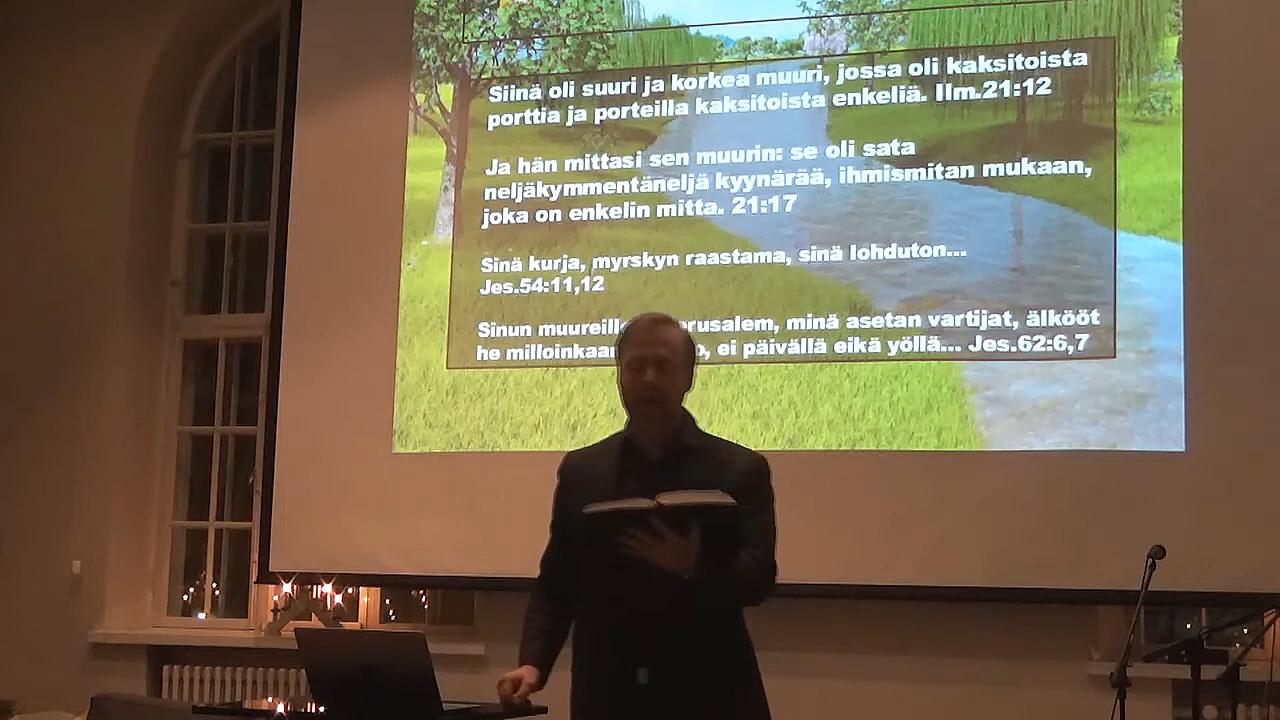 Siinä oli suuri ja korkea muuri, jossa oli kaksitoista
porttia ja porteilla kaksitoista enkeliä. Ilm.21:12
Ja hän mittasi sen muurin: se oli sata
neljäkymmentäneljä kyynärää, ihmismitan mukaan,
joka on enkelin mitta. 21:17
Sinä kurja, myrskyn raastama, sinä lohduton...
Jes.54:11,12
Sinun minä asetan vartijat, älkööt
he ei päivällä eikä yöllä... Jes.62:6,7